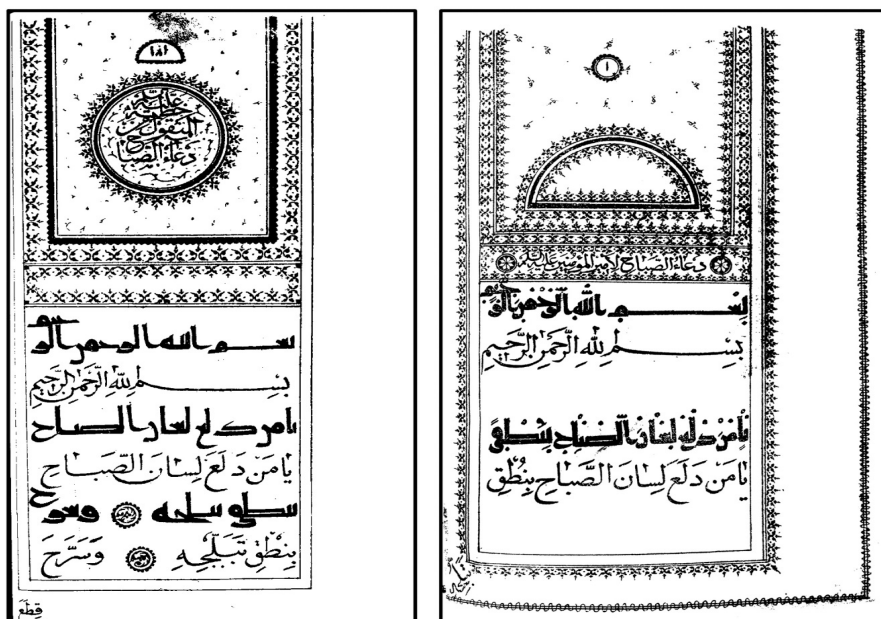 ١٥١
دعاء الصباح
بسم الله الرحمن الرحيم
بِسْمِ اللهِ الرَّحْمَنِ الرَّحِيمِ
يا من دلع لسان الصباح
يَا مَن دَلَعَ لِسَانَ الصَّبَاحِ
بنطق تبلجه وسرح
بِنُطْقِ تَبَلُّجِهِ وَسَرَّحَ
قِطَعَ
١
دعاء الصباح لأمير المؤمنين عليه السلام
بسم الله الرحمن الرحيم
بِسْمِ اللهِ الرَّحْمَنِ الرَّحِيمِ
يا من دلع لسان الصباح بنطق
يَا مَن دَلَعَ لِسَانَ الصَّبَاحِ بِنُطْقِ